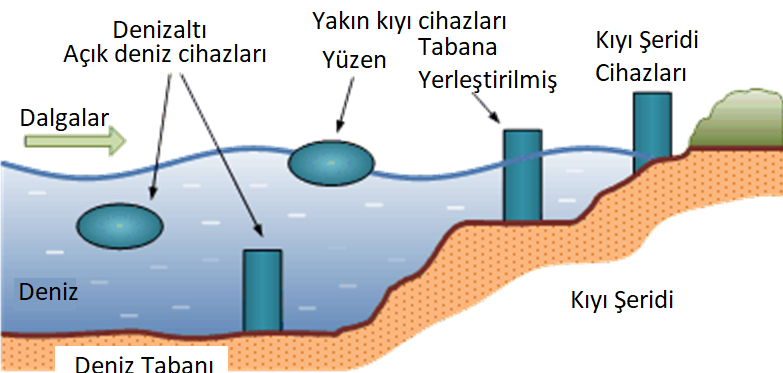 Denizaltı
Açık deniz cihazları
Yakın kıyı cihazları
Yüzen
Tabana
Yerleştirilmiş
Kıyı Şeridi
Cihazları
Dalgalar
Deniz
Kıyı Şeridi
Deniz Tabanı